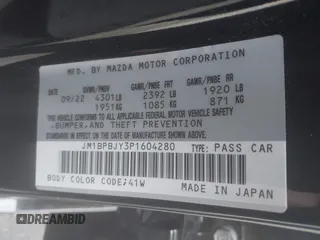 MFD. BY MAZDA MOTOR CORPORATION
GVWR/PNBV GAWR/PNBE FRT GAWR/PNBE RR
09/22 4301LB 2392 LB 1920 LB
1951KG 1085 KG 871 KG
THIS VEHICLE CONFORMS TO ALL APPLICABLE FEDERAL MOTOR VEHICLE SAFETY
-BUMPER, AND THEFT PREVENTION
JM1BPBJY3P1604280 TYPE: PASS CAR
BODY COLOR CODE/41W
MADE IN JAPAN
DREAMBID